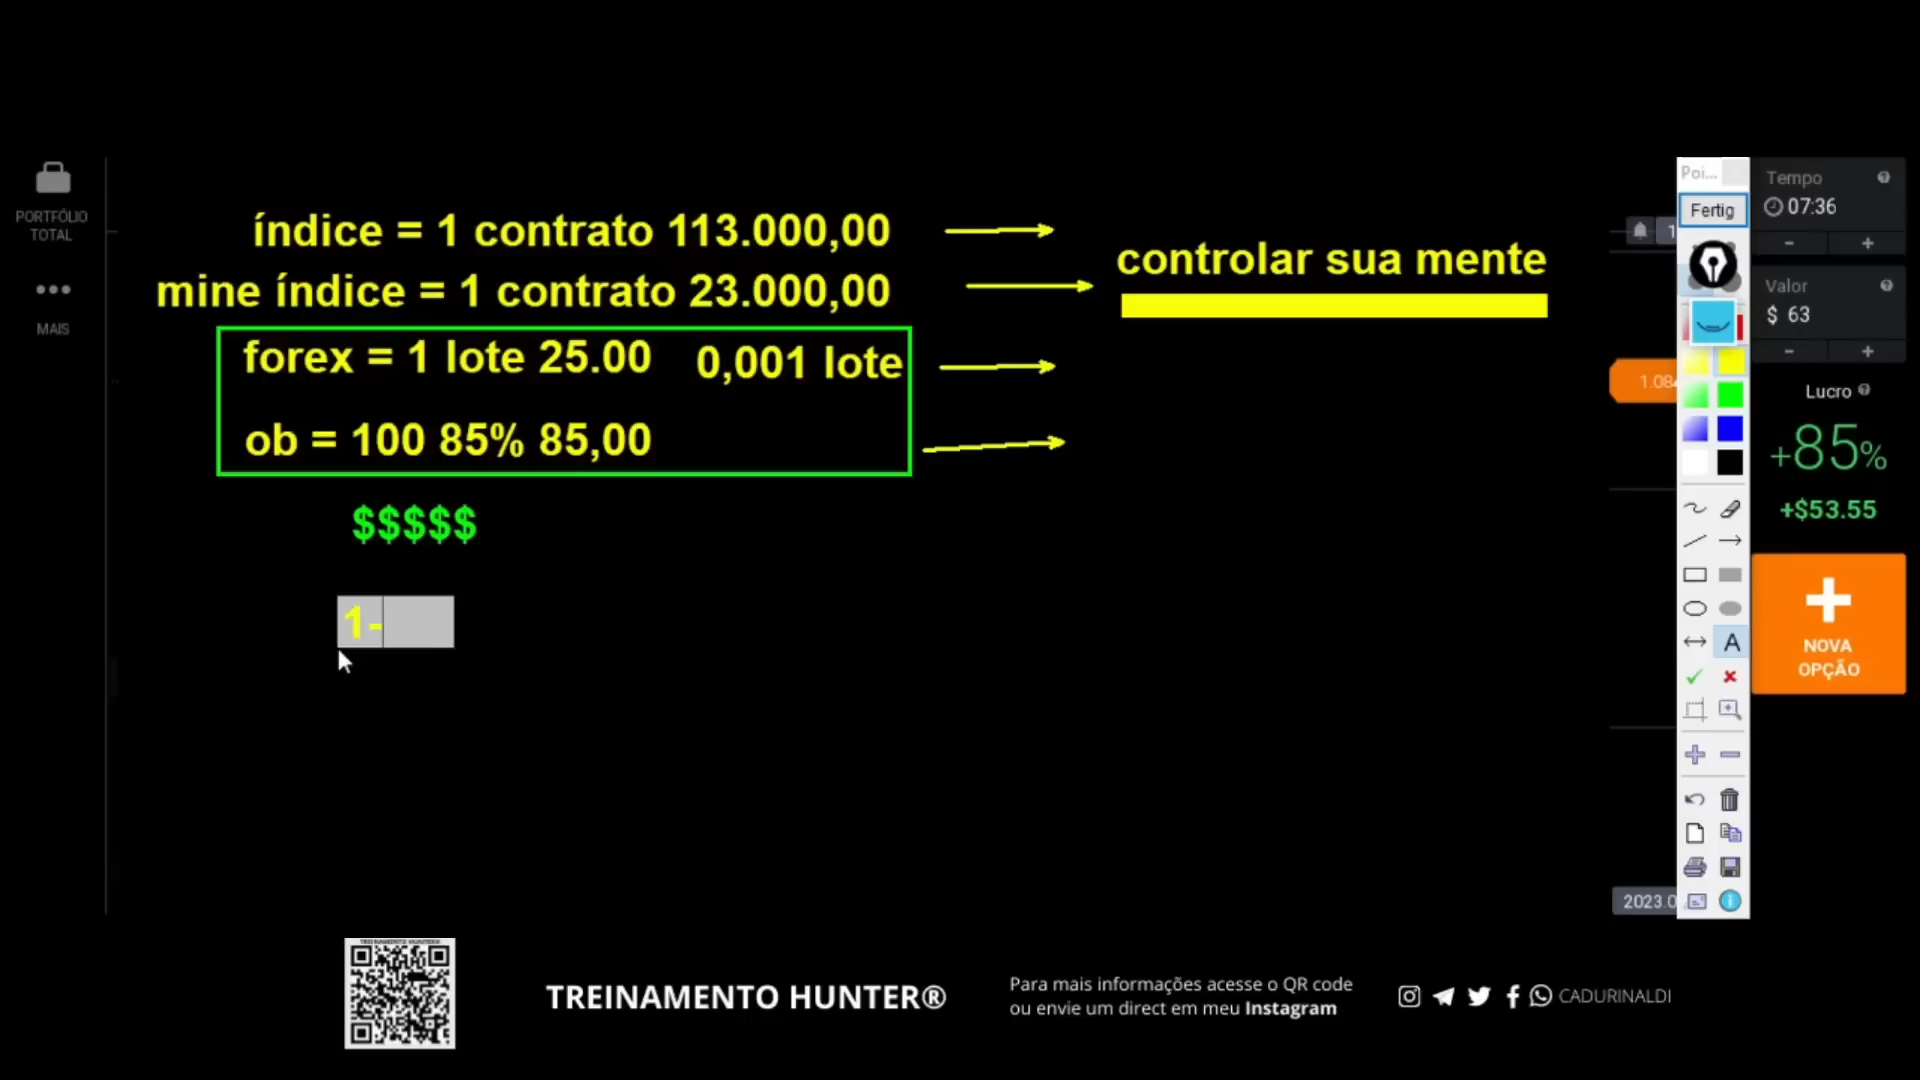 PORTFÓLIO
TOTAL
MAIS
índice = 1 contrato 113.000,00
mine índice = 1 contrato 23.000,00
forex = 1 lote 25.00 0,001 lote
ob = 100 85% 85,00
$$$$$
1-
controlar sua mente
Poi...
Fertig
A
Tempo
07:36
Valor
$ 63
Lucro
+85%
+$53.55
NOVA
OPÇÃO
2023.0
TREINAMENTO HUNTER®
Para mais informações acesse o QR code
ou envie um direct em meu Instagram
CADURINALDI